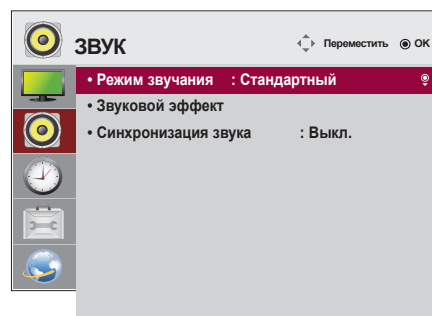 ЗВУК
Переместить OK
• Режим звучания : Стандартный
• Звуковой эффект
• Синхронизация звука : Выкл.